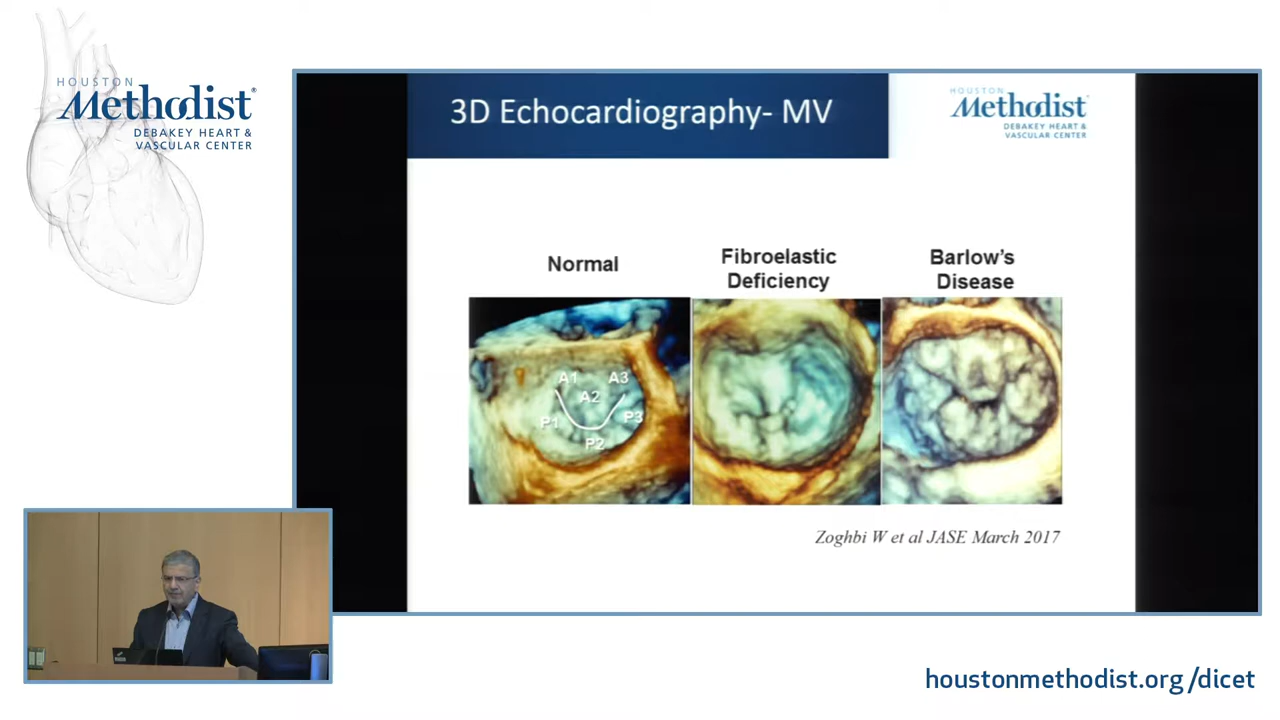 HOUSTON
Methodist®
DEBAKEY HEART &
VASCULAR CENTER
3D Echocardiography- MV
HOUSTON
Methodist
DEBAKEY HEART &
VASCULAR CENTER
Normal
Fibroelastic
Deficiency
Barlow's
Disease
A1
A3
A2
P1
P3
P2
Zoghbi W et al JASE March 2017
houstonmethodist.org/dicet